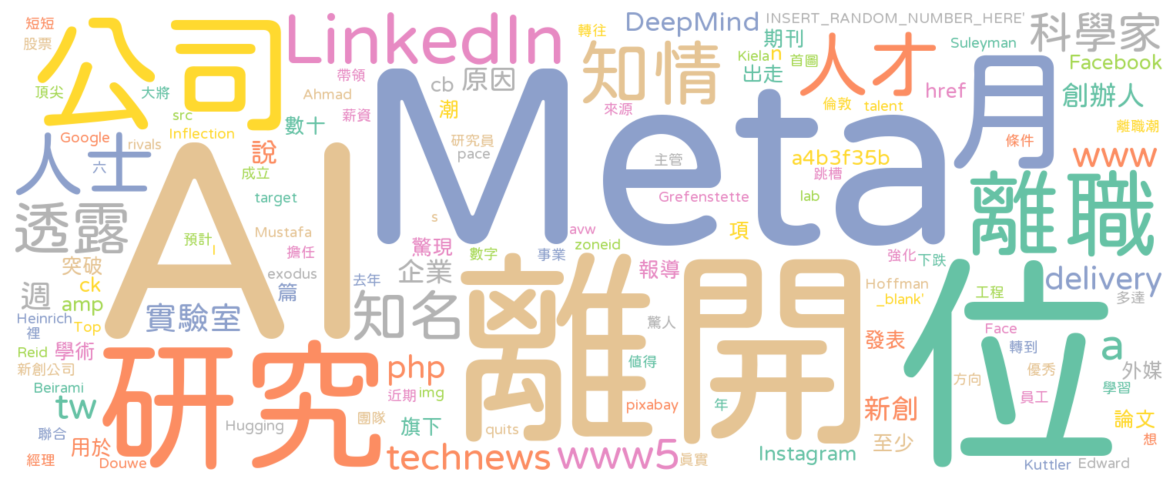 短短
公司
LinkedIn
DeepMind
INSERT_RANDOM_NUMBER_HERE'
科學家
股票
頂尖
大將
帶領
cb
原因
知情
轉往
期刊
Kiela
n
首圖
出走
人才
Suleyman
Facebook
src
Ahmad
薪資
潮
來源
倫敦
talent
href
創辦人
Google
rivals
Inflection
數十
說
研究員
pace
主管
a4b3f35b
跳槽
月
條件
離職潮
www
人士
六
成立
target
AI
Meta
Grefenstette
lab
離職
透露
預計
l
Mustafa
擔任
s
驚現
數字
avw
zoneid
事業
項
強化
下跌
突破
ck
exodus
去年
企業
報導
Hoffman
_blank'
工程
delivery
多達
週
amp
篇
知名
離開
位
Heinrich
裡
Top
實驗室
驚人
Face
Reid
學術
研究
php
值得
發表
轉到
a
外媒
新創公司
Beirami
近期
img
方向
優秀
學習
tw
Hugging
團隊
旗下
pixabay
年
新創
員工
論文
聯合
用於
quits
至少
想
經理
Douwe
technews
www5
真實
Instagram
Kuttler
Edward